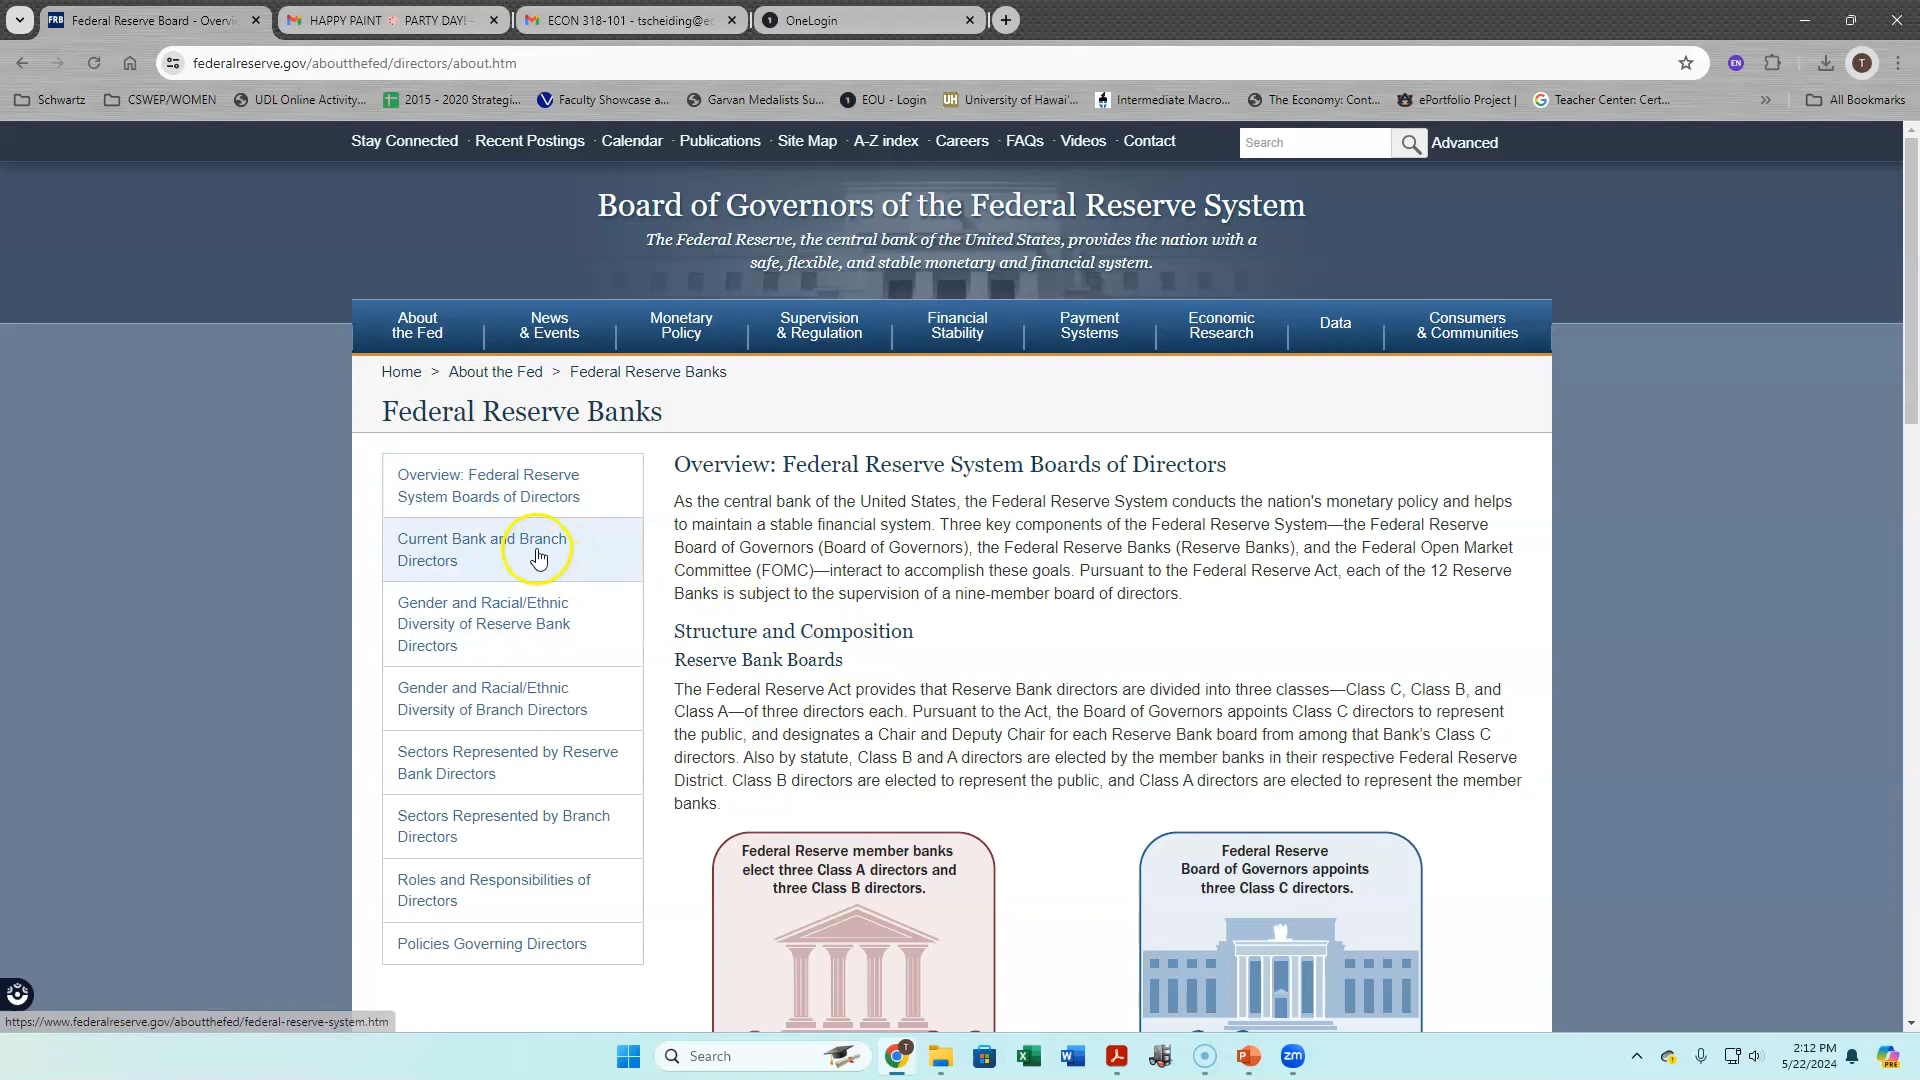 Federal Reserve Board - Overvi
HAPPY PAINT PARTY DAY! -
ECON 318-101 - tscheiding@ec
OneLogin
federalreserve.gov/aboutthefed/directors/about.htm
EN
T
Schwartz
CSWEP/WOMEN
UDL Online Activity...
2015 - 2020 Strategi...
Faculty Showcase a...
Garvan Medalists Su...
EOU - Login
University of Hawai'...
Intermediate Macro...
The Economy: Cont...
ePortfolio Project |
Teacher Center: Cert...
»
All Bookmarks
Stay Connected · Recent Postings · Calendar · Publications · Site Map · A-Z index · Careers · FAQs · Videos · Contact
Search
Advanced
Board of Governors of the Federal Reserve System
The Federal Reserve, the central bank of the United States, provides the nation with a
safe, flexible, and stable monetary and financial system.
About
the Fed
News
& Events
Monetary
Policy
Supervision
& Regulation
Financial
Stability
Payment
Systems
Economic
Research
Data
Consumers
& Communities
Home > About the Fed > Federal Reserve Banks
Federal Reserve Banks
Overview: Federal Reserve
System Boards of Directors
Current Bank and Branch
Directors
Gender and Racial/Ethnic
Diversity of Reserve Bank
Directors
Gender and Racial/Ethnic
Diversity of Branch Directors
Sectors Represented by Reserve
Bank Directors
Sectors Represented by Branch
Directors
Roles and Responsibilities of
Directors
Policies Governing Directors
Overview: Federal Reserve System Boards of Directors
As the central bank of the United States, the Federal Reserve System conducts the nation's monetary policy and helps
to maintain a stable financial system. Three key components of the Federal Reserve System—the Federal Reserve
Board of Governors (Board of Governors), the Federal Reserve Banks (Reserve Banks), and the Federal Open Market
Committee (FOMC)—interact to accomplish these goals. Pursuant to the Federal Reserve Act, each of the 12 Reserve
Banks is subject to the supervision of a nine-member board of directors.
Structure and Composition
Reserve Bank Boards
The Federal Reserve Act provides that Reserve Bank directors are divided into three classes—Class C, Class B, and
Class A—of three directors each. Pursuant to the Act, the Board of Governors appoints Class C directors to represent
the public, and designates a Chair and Deputy Chair for each Reserve Bank board from among that Bank's Class C
directors. Also by statute, Class B and A directors are elected by the member banks in their respective Federal Reserve
District. Class B directors are elected to represent the public, and Class A directors are elected to represent the member
banks.
Federal Reserve member banks
elect three Class A directors and
three Class B directors.
Federal Reserve
Board of Governors appoints
three Class C directors.
https://www.federalreserve.gov/aboutthefed/federal-reserve-system.htm
Search
2:12 PM
5/22/2024